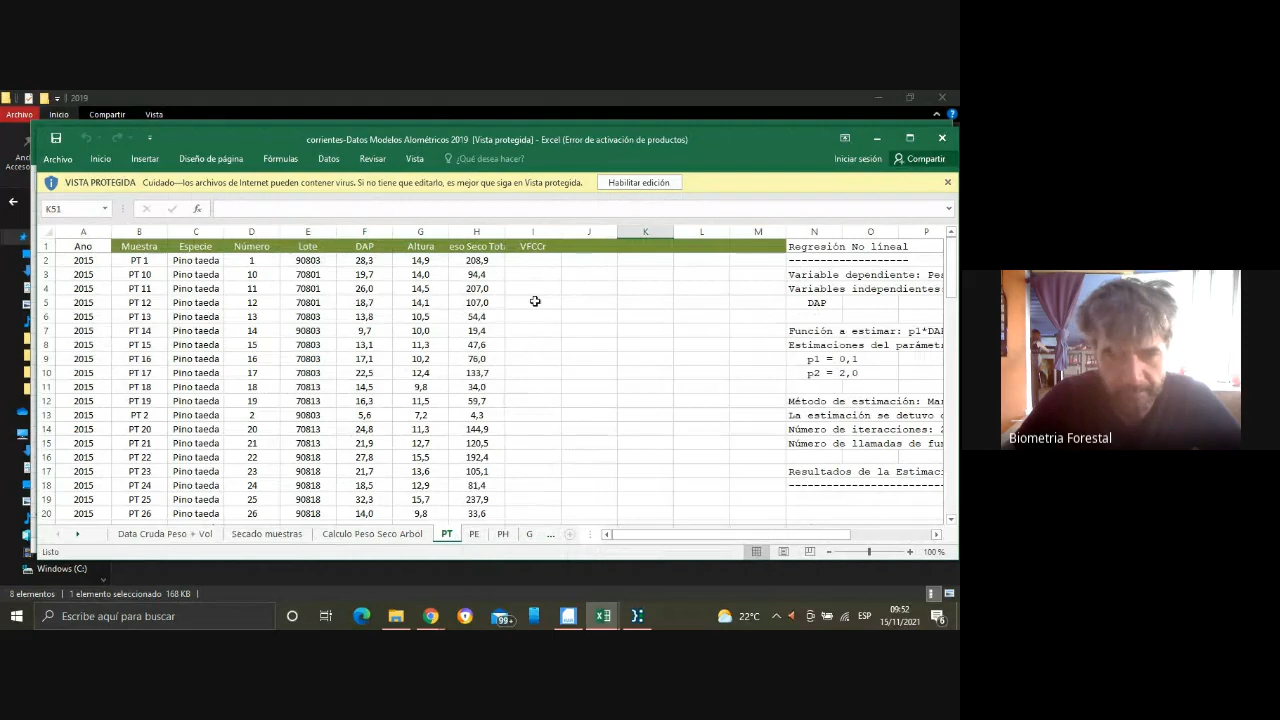 2019
Archivo Inicio Compartir Vista
corrientes-Datos Modelos Alométricos 2019 [Vista protegida] - Excel (Error de activación de productos)
Archivo Inicio Insertar Diseño de página Fórmulas Datos Revisar Vista ¿Qué desea hacer? Iniciar sesión Compartir
VISTA PROTEGIDA Cuidado—los archivos de Internet pueden contener virus. Si no tiene que editarlo, es mejor que siga en Vista protegida. Habilitar edición
K51 fx
A B C D E F G H I J K L M N O P
1 Ano Muestra Especie Número Lote DAP Altura eso Seco Tot VFCCr Regresión No líneal
2 2015 PT 1 Pino taeda 1 90803 28,3 14,9 208,9 -------------------
3 2015 PT 10 Pino taeda 10 70801 19,7 14,0 94,4 Variable dependiente: Pes
4 2015 PT 11 Pino taeda 11 70801 26,0 14,5 207,0 Variables independientes:
5 2015 PT 12 Pino taeda 12 70801 18,7 14,1 107,0 DAP
6 2015 PT 13 Pino taeda 13 70803 13,8 10,5 54,4
7 2015 PT 14 Pino taeda 14 70803 9,7 10,0 19,4 Función a estimar: p1*DA
8 2015 PT 15 Pino taeda 15 70803 13,1 11,3 47,6 Estimaciones del parámet
9 2015 PT 16 Pino taeda 16 70803 17,1 10,2 76,0 p1 = 0,1
10 2015 PT 17 Pino taeda 17 70803 22,5 12,4 133,7 p2 = 2,0
11 2015 PT 18 Pino taeda 18 70813 14,5 9,8 34,0
12 2015 PT 19 Pino taeda 19 70813 16,3 11,5 59,7 Método de estimación: Mar
13 2015 PT 2 Pino taeda 2 90803 5,6 7,2 4,3 La estimación se detuvo
14 2015 PT 20 Pino taeda 20 70813 24,8 11,3 144,9 Número de iteracciones: 2
15 2015 PT 21 Pino taeda 21 70813 21,9 12,7 120,5 Número de llamadas de fun
16 2015 PT 22 Pino taeda 22 90818 27,8 15,5 192,4
17 2015 PT 23 Pino taeda 23 90818 21,7 13,6 105,1 Resultados de la Estimac
18 2015 PT 24 Pino taeda 24 90818 18,5 12,9 81,4
19 2015 PT 25 Pino taeda 25 90818 32,3 15,7 237,9
20 2015 PT 26 Pino taeda 26 90818 14,0 9,8 33,6
Data Cruda Peso + Vol Secado muestras Calculo Peso Seco Arbol PT PE PH G ...
Listo 100 %
Windows (C:)
8 elementos 1 elemento seleccionado 168 KB
Escribe aquí para buscar 99+ 22°C ESP 09:52
15/11/2021 6
Biometria Forestal